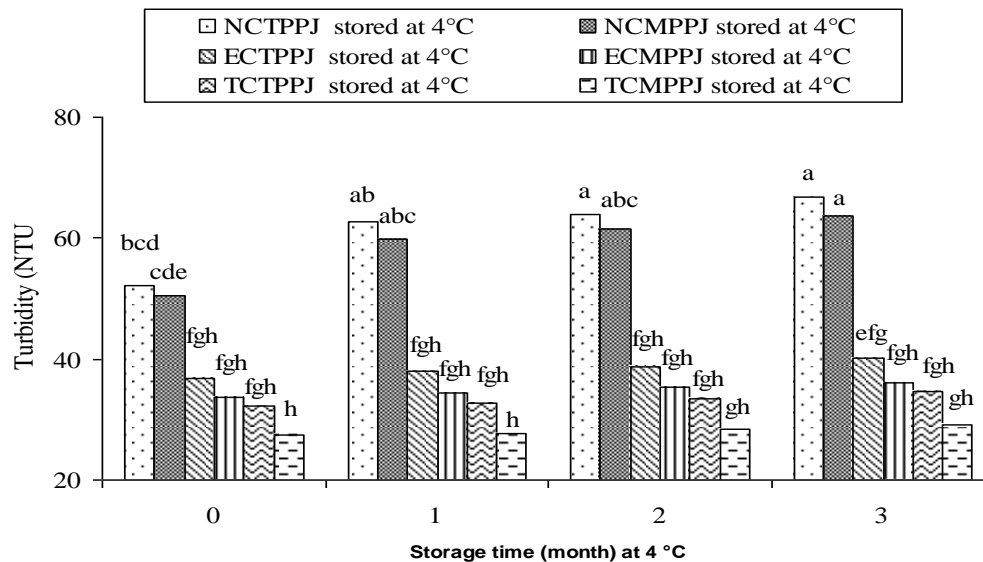 NCTPPJ stored at 4°C NCMPPJ stored at 4°C
ECTPPJ stored at 4°C ECMPPJ stored at 4°C
TCTPPJ stored at 4°C TCMPPJ stored at 4°C
80
60
40
20
Turbidity (NTU
bcd cde fgh fgh fgh h
ab abc fgh fgh fgh h
a abc fgh fgh fgh gh
a a efg fgh fgh gh
0 1 2 3
Storage time (month) at 4 °C